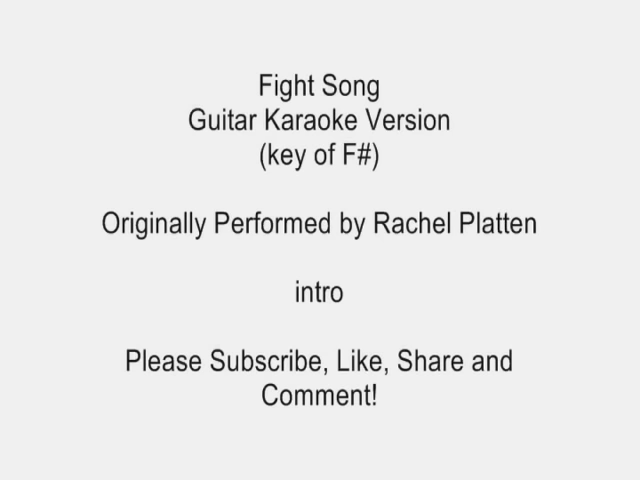 Fight Song
Guitar Karaoke Version
(key of F#)
Originally Performed by Rachel Platten
intro
Please Subscribe, Like, Share and
Comment!